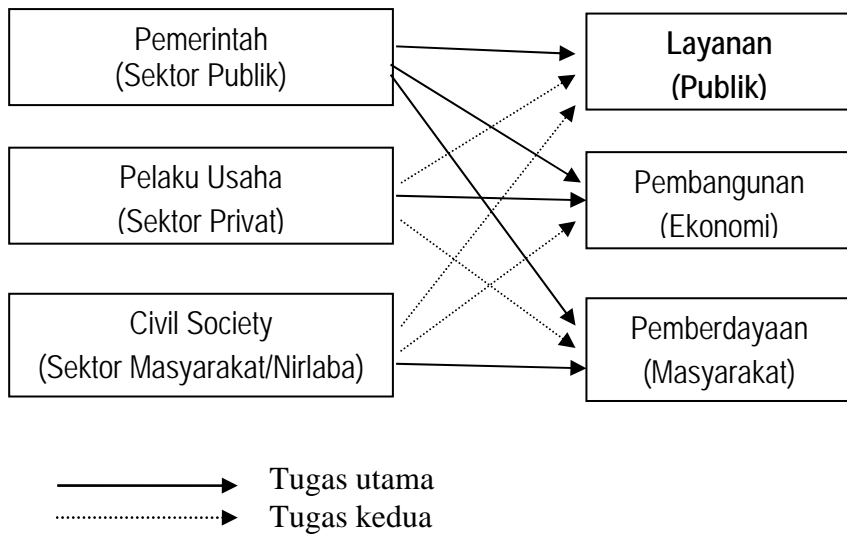 Pemerintah
(Sektor Publik)
Layanan
(Publik)
Pelaku Usaha
(Sektor Privat)
Pembangunan
(Ekonomi)
Civil Society
(Sektor Masyarakat/Nirlaba)
Pemberdayaan
(Masyarakat)
Tugas utama
Tugas kedua